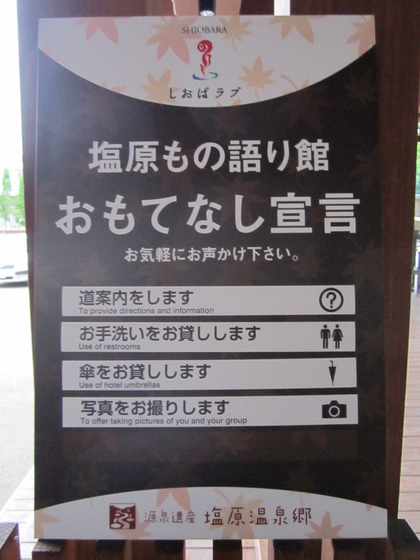 SHIOBARA
しおばラブ
塩原もの語り館
おもてなし宣言
お気軽にお声かけ下さい。
道案内をします
To provide directions and information
?
お手洗いをお貸しします
Use of restrooms
傘をお貸しします
Use of hotel umbrellas
写真をお撮りします
To offer taking pictures of you and your group
源泉遺産 塩原温泉郷